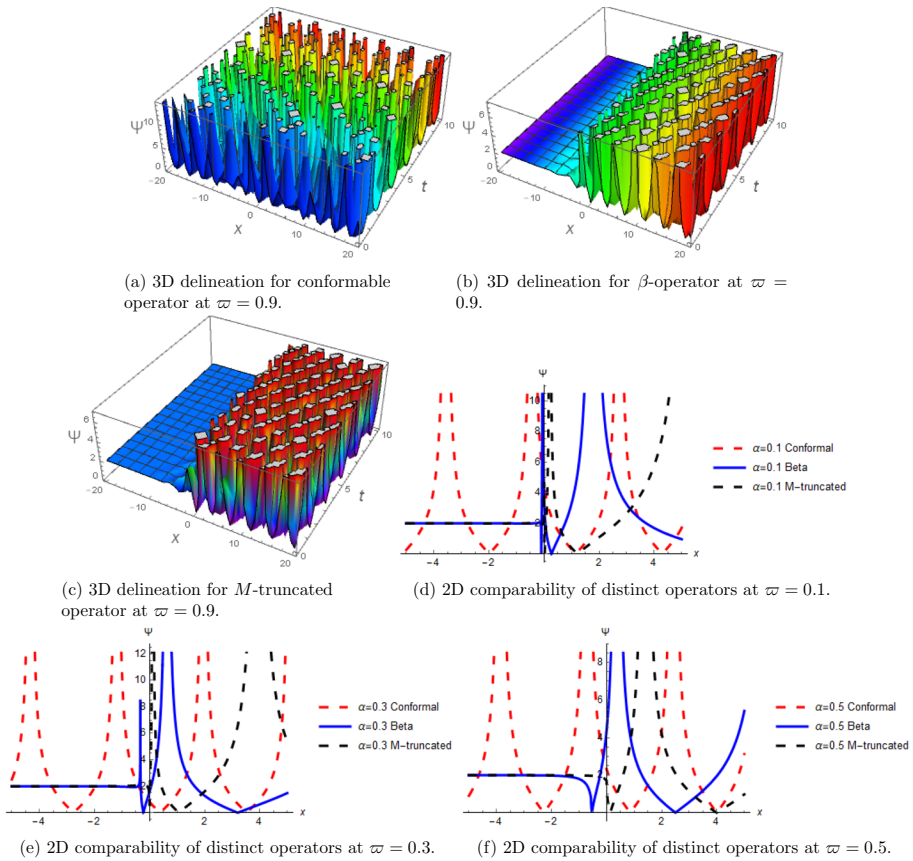 Ψ
10
5
0
-20
-10
0
X
10
20
0
5
t
10
(a) 3D delineation for conformable
operator at ϖ = 0.9.
Ψ
6
4
2
0
-20
-10
0
X
10
20
0
5
t
10
(b) 3D delineation for β-operator at ϖ =
0.9.
Ψ
6
4
2
0
-20
-10
0
X
10
20
0
5
t
10
(c) 3D delineation for M-truncated
operator at ϖ = 0.9.
Ψ
10
8
6
4
2
-4 -2 2 4 x
α=0.1 Conformal
α=0.1 Beta
α=0.1 M-truncated
(d) 2D comparability of distinct operators at ϖ = 0.1.
Ψ
12
10
8
6
4
2
-4 -2 0 2 4 x
α=0.3 Conformal
α=0.3 Beta
α=0.3 M-truncated
(e) 2D comparability of distinct operators at ϖ = 0.3.
Ψ
8
6
4
2
-4 -2 0 2 4 x
α=0.5 Conformal
α=0.5 Beta
α=0.5 M-truncated
(f) 2D comparability of distinct operators at ϖ = 0.5.